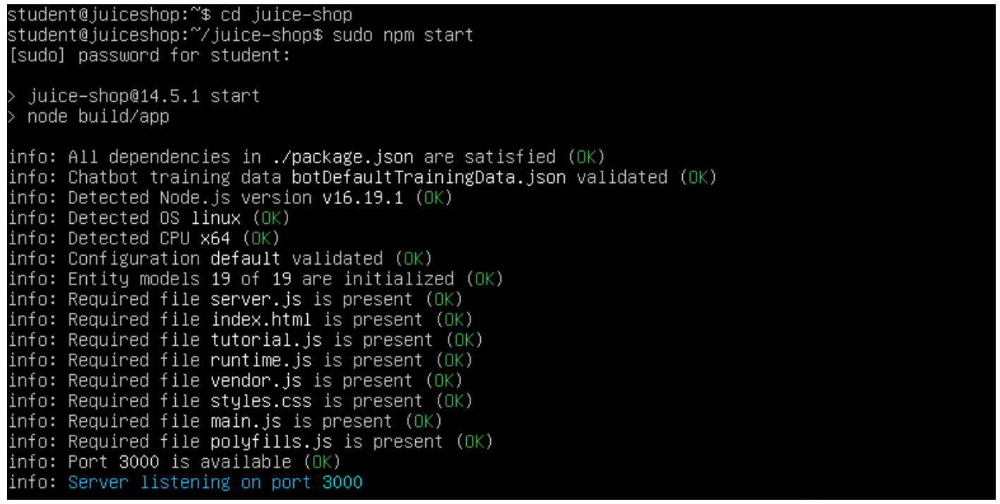 student@juiceshop:~$ cd juice-shop
student@juiceshop:~/juice-shop$ sudo npm start
[sudo] password for student:
> juice-shop@14.5.1 start
> node build/app
info: All dependencies in ./package.json are satisfied (OK)
info: Chatbot training data botDefaultTrainingData.json validated (OK)
info: Detected Node.js version v16.19.1 (OK)
info: Detected OS linux (OK)
info: Detected CPU x64 (OK)
info: Configuration default validated (OK)
info: Entity models 19 of 19 are initialized (OK)
info: Required file server.js is present (OK)
info: Required file index.html is present (OK)
info: Required file tutorial.js is present (OK)
info: Required file runtime.js is present (OK)
info: Required file vendor.js is present (OK)
info: Required file styles.css is present (OK)
info: Required file main.js is present (OK)
info: Required file polyfills.js is present (OK)
info: Port 3000 is available (OK)
info: Server listening on port 3000